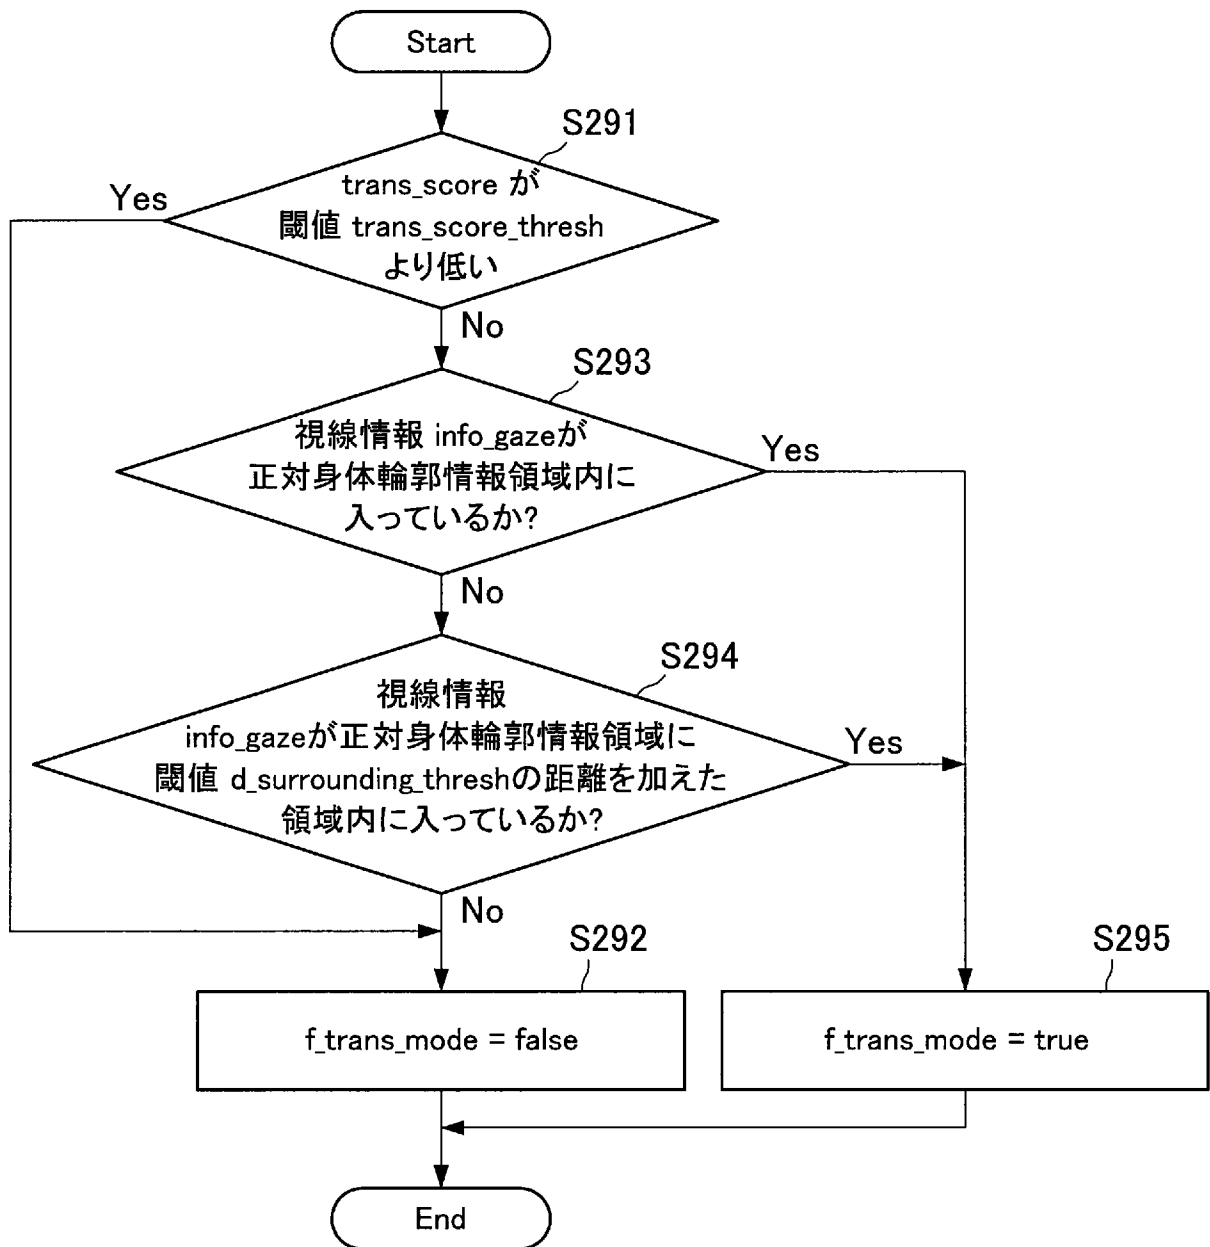 Start
S291
trans_score が
閾値 trans_score_thresh
より低い
Yes
No
S293
視線情報 info_gazeが
正対身体輪郭情報領域内に
入っているか?
Yes
No
S294
視線情報
info_gazeが正対身体輪郭情報領域に
閾値 d_surrounding_threshの距離を加えた
領域内に入っているか?
Yes
No
S292
f_trans_mode = false
S295
f_trans_mode = true
End